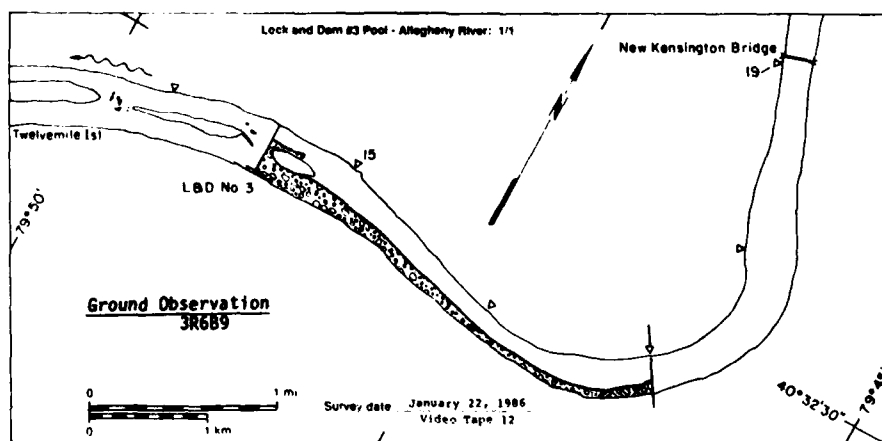 Lock and Dam #3 Pool - Allegheny River: 1/1
New Kensington Bridge
19
15
Twelvemile Isl
L&D No 3
79°50'
Ground Observation
3R6B9
0 1 mi
0 1 km
Survey date January 22, 1986
Video Tape 12
40°32'30"